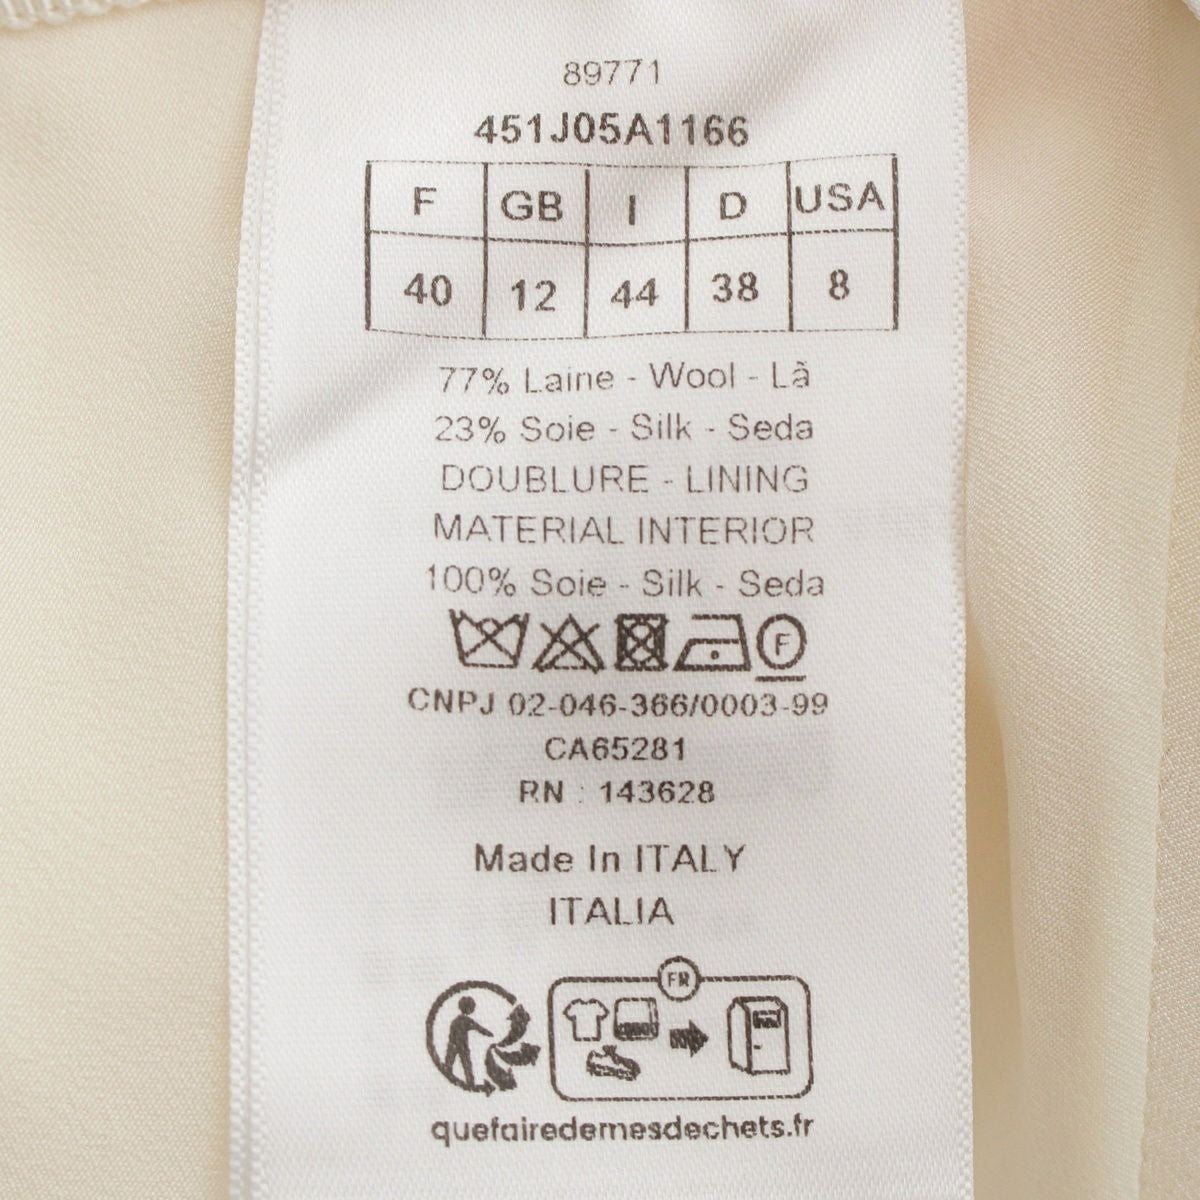 89771
451J05A1166
F GB I D USA
40 12 44 38 8
77% Laine - Wool - Lã
23% Soie - Silk - Seda
DOUBLURE - LINING
MATERIAL INTERIOR
100% Soie - Silk - Seda
F
CNPJ 02-046-366/0003-99
CA65281
RN : 143628
Made In ITALY
ITALIA
FR
quefairedemesdechets.fr